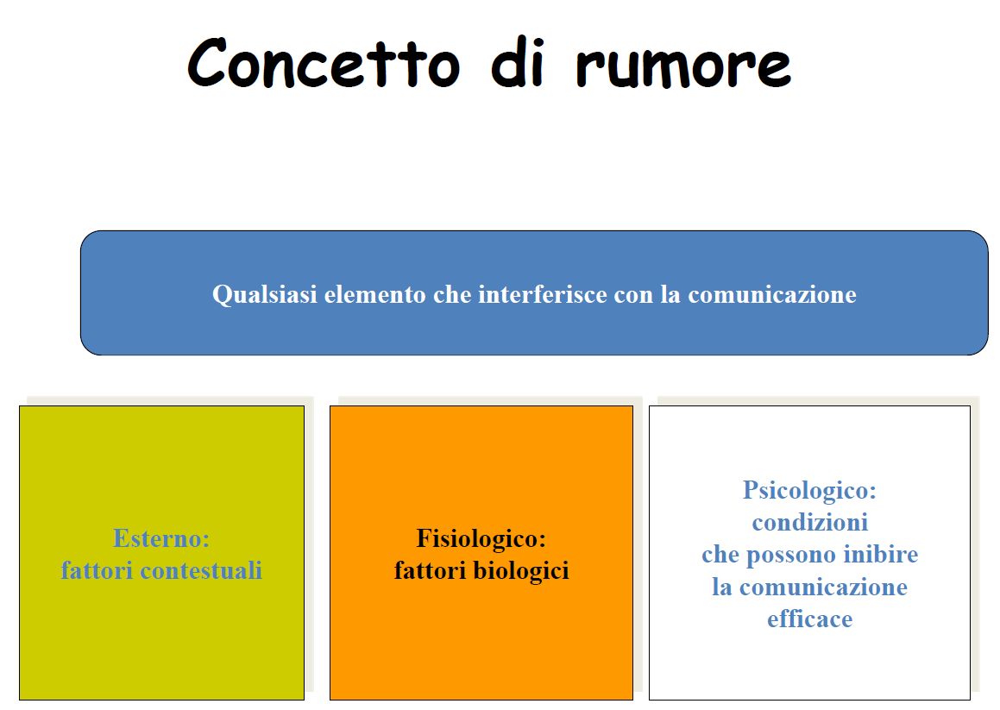 Concetto di rumore
Qualsiasi elemento che interferisce con la comunicazione
Esterno:
fattori contestuali
Fisiologico:
fattori biologici
Psicologico:
condizioni
che possono inibire
la comunicazione
efficace